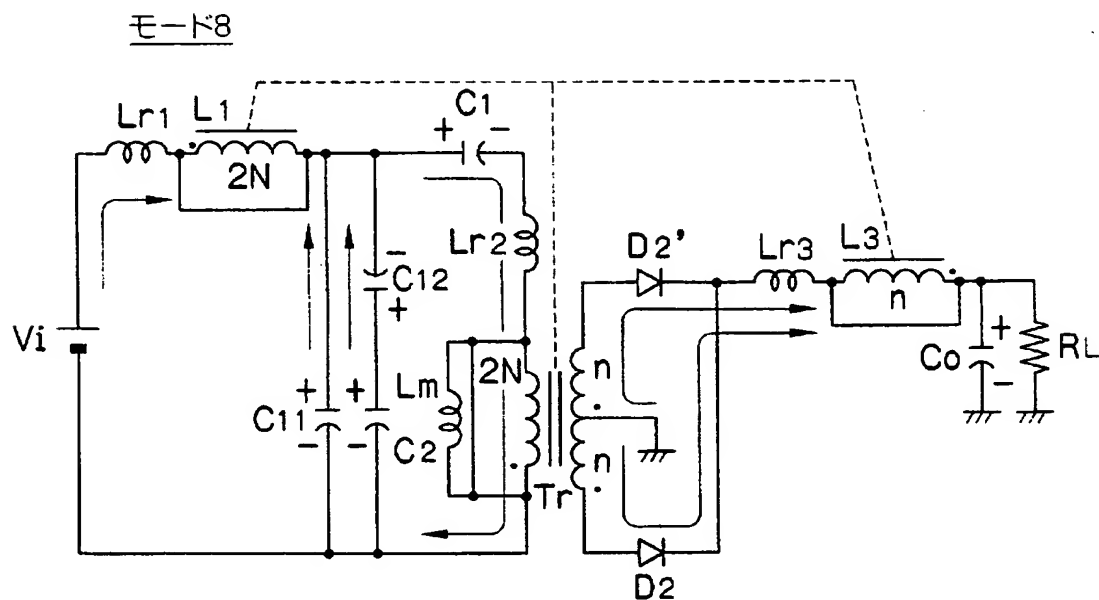 モード8
Lr1
L1
2N
+ C1 -
Lr2
- C12 +
Vi
+ C11 -
+ C2 -
Lm
2N
Tr
n
n
D2'
D2
Lr3
L3
n
Co + -
RL